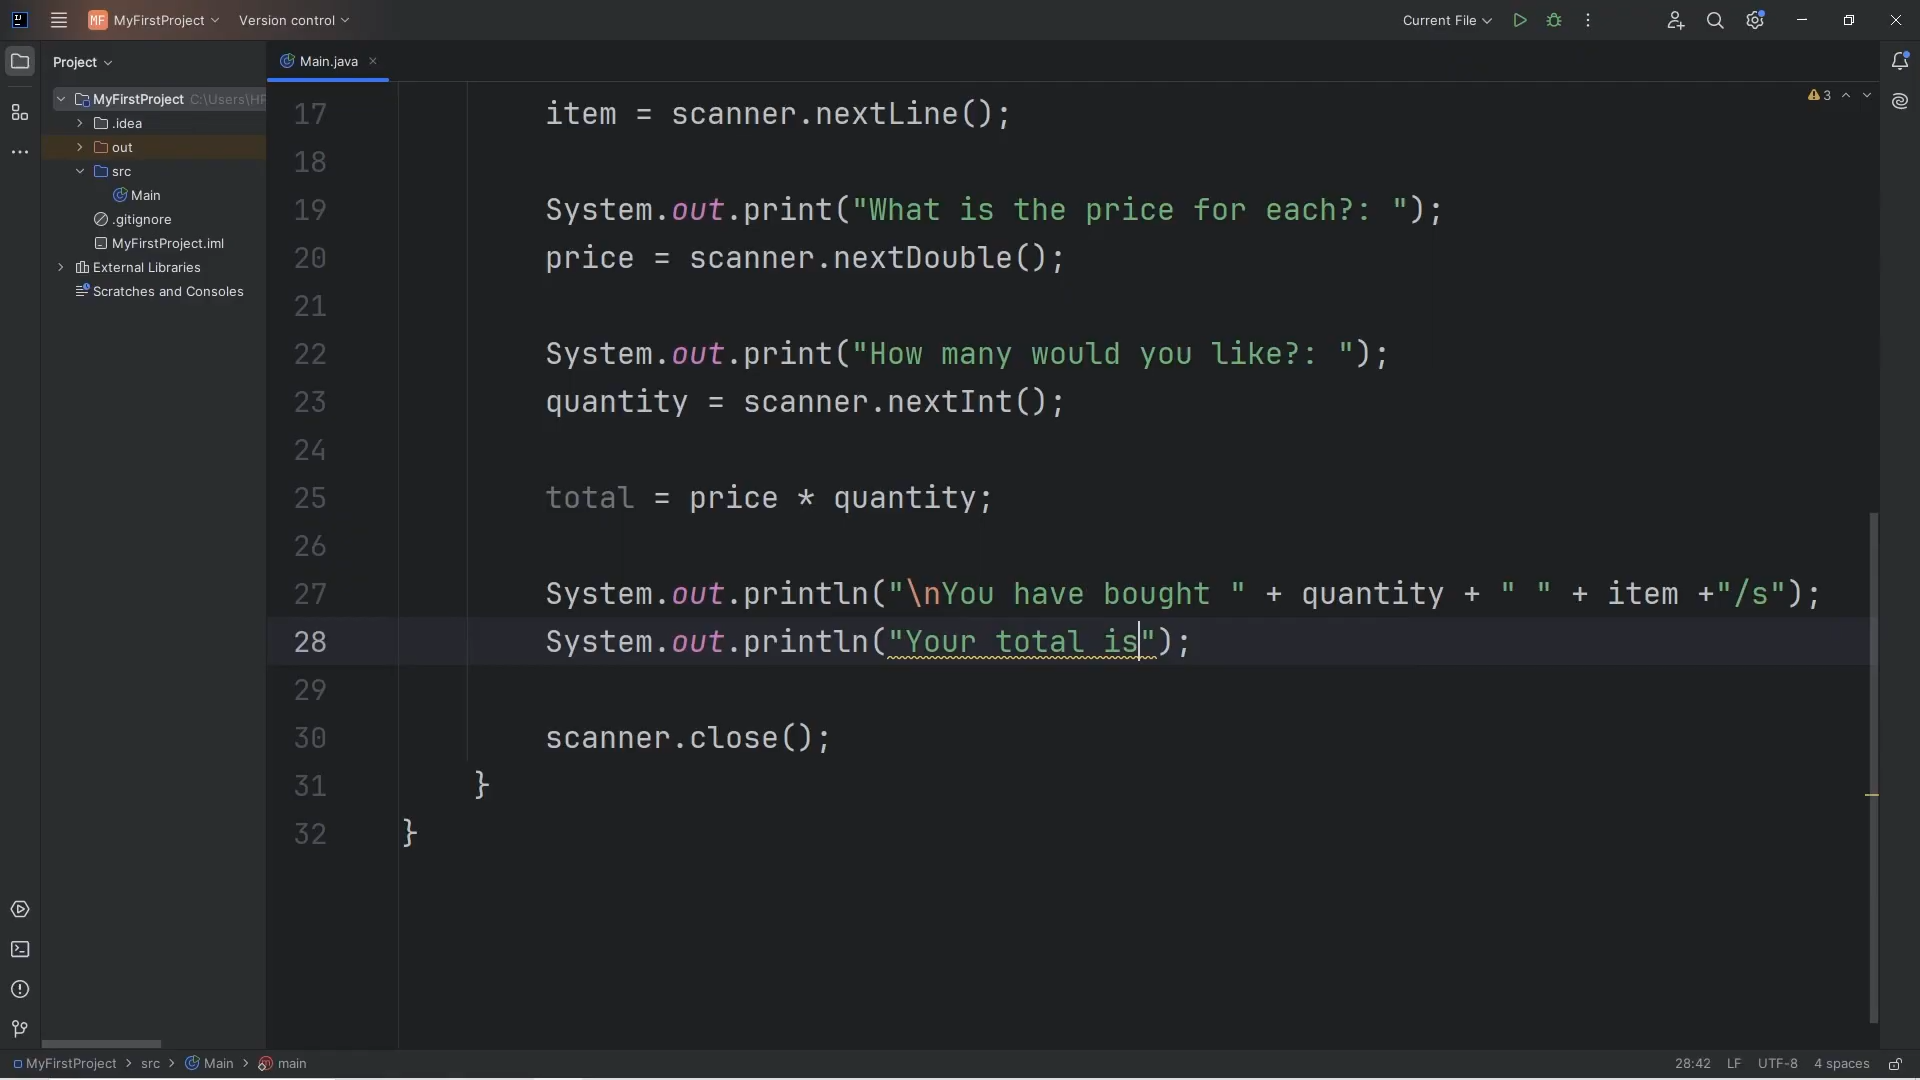 MF MyFirstProject Version control Current File
Project
Main.java
MyFirstProject C:\Users\HP
.idea
out
src
Main
.gitignore
MyFirstProject.iml
External Libraries
Scratches and Consoles
3
17 item = scanner.nextLine();
18
19 System.out.print("What is the price for each?: ");
20 price = scanner.nextDouble();
21
22 System.out.print("How many would you like?: ");
23 quantity = scanner.nextInt();
24
25 total = price * quantity;
26
27 System.out.println("\nYou have bought " + quantity + " " + item +"/s");
28 System.out.println("Your total is");
29
30 scanner.close();
31 }
32 }
MyFirstProject > src > Main > main 28:42 LF UTF-8 4 spaces